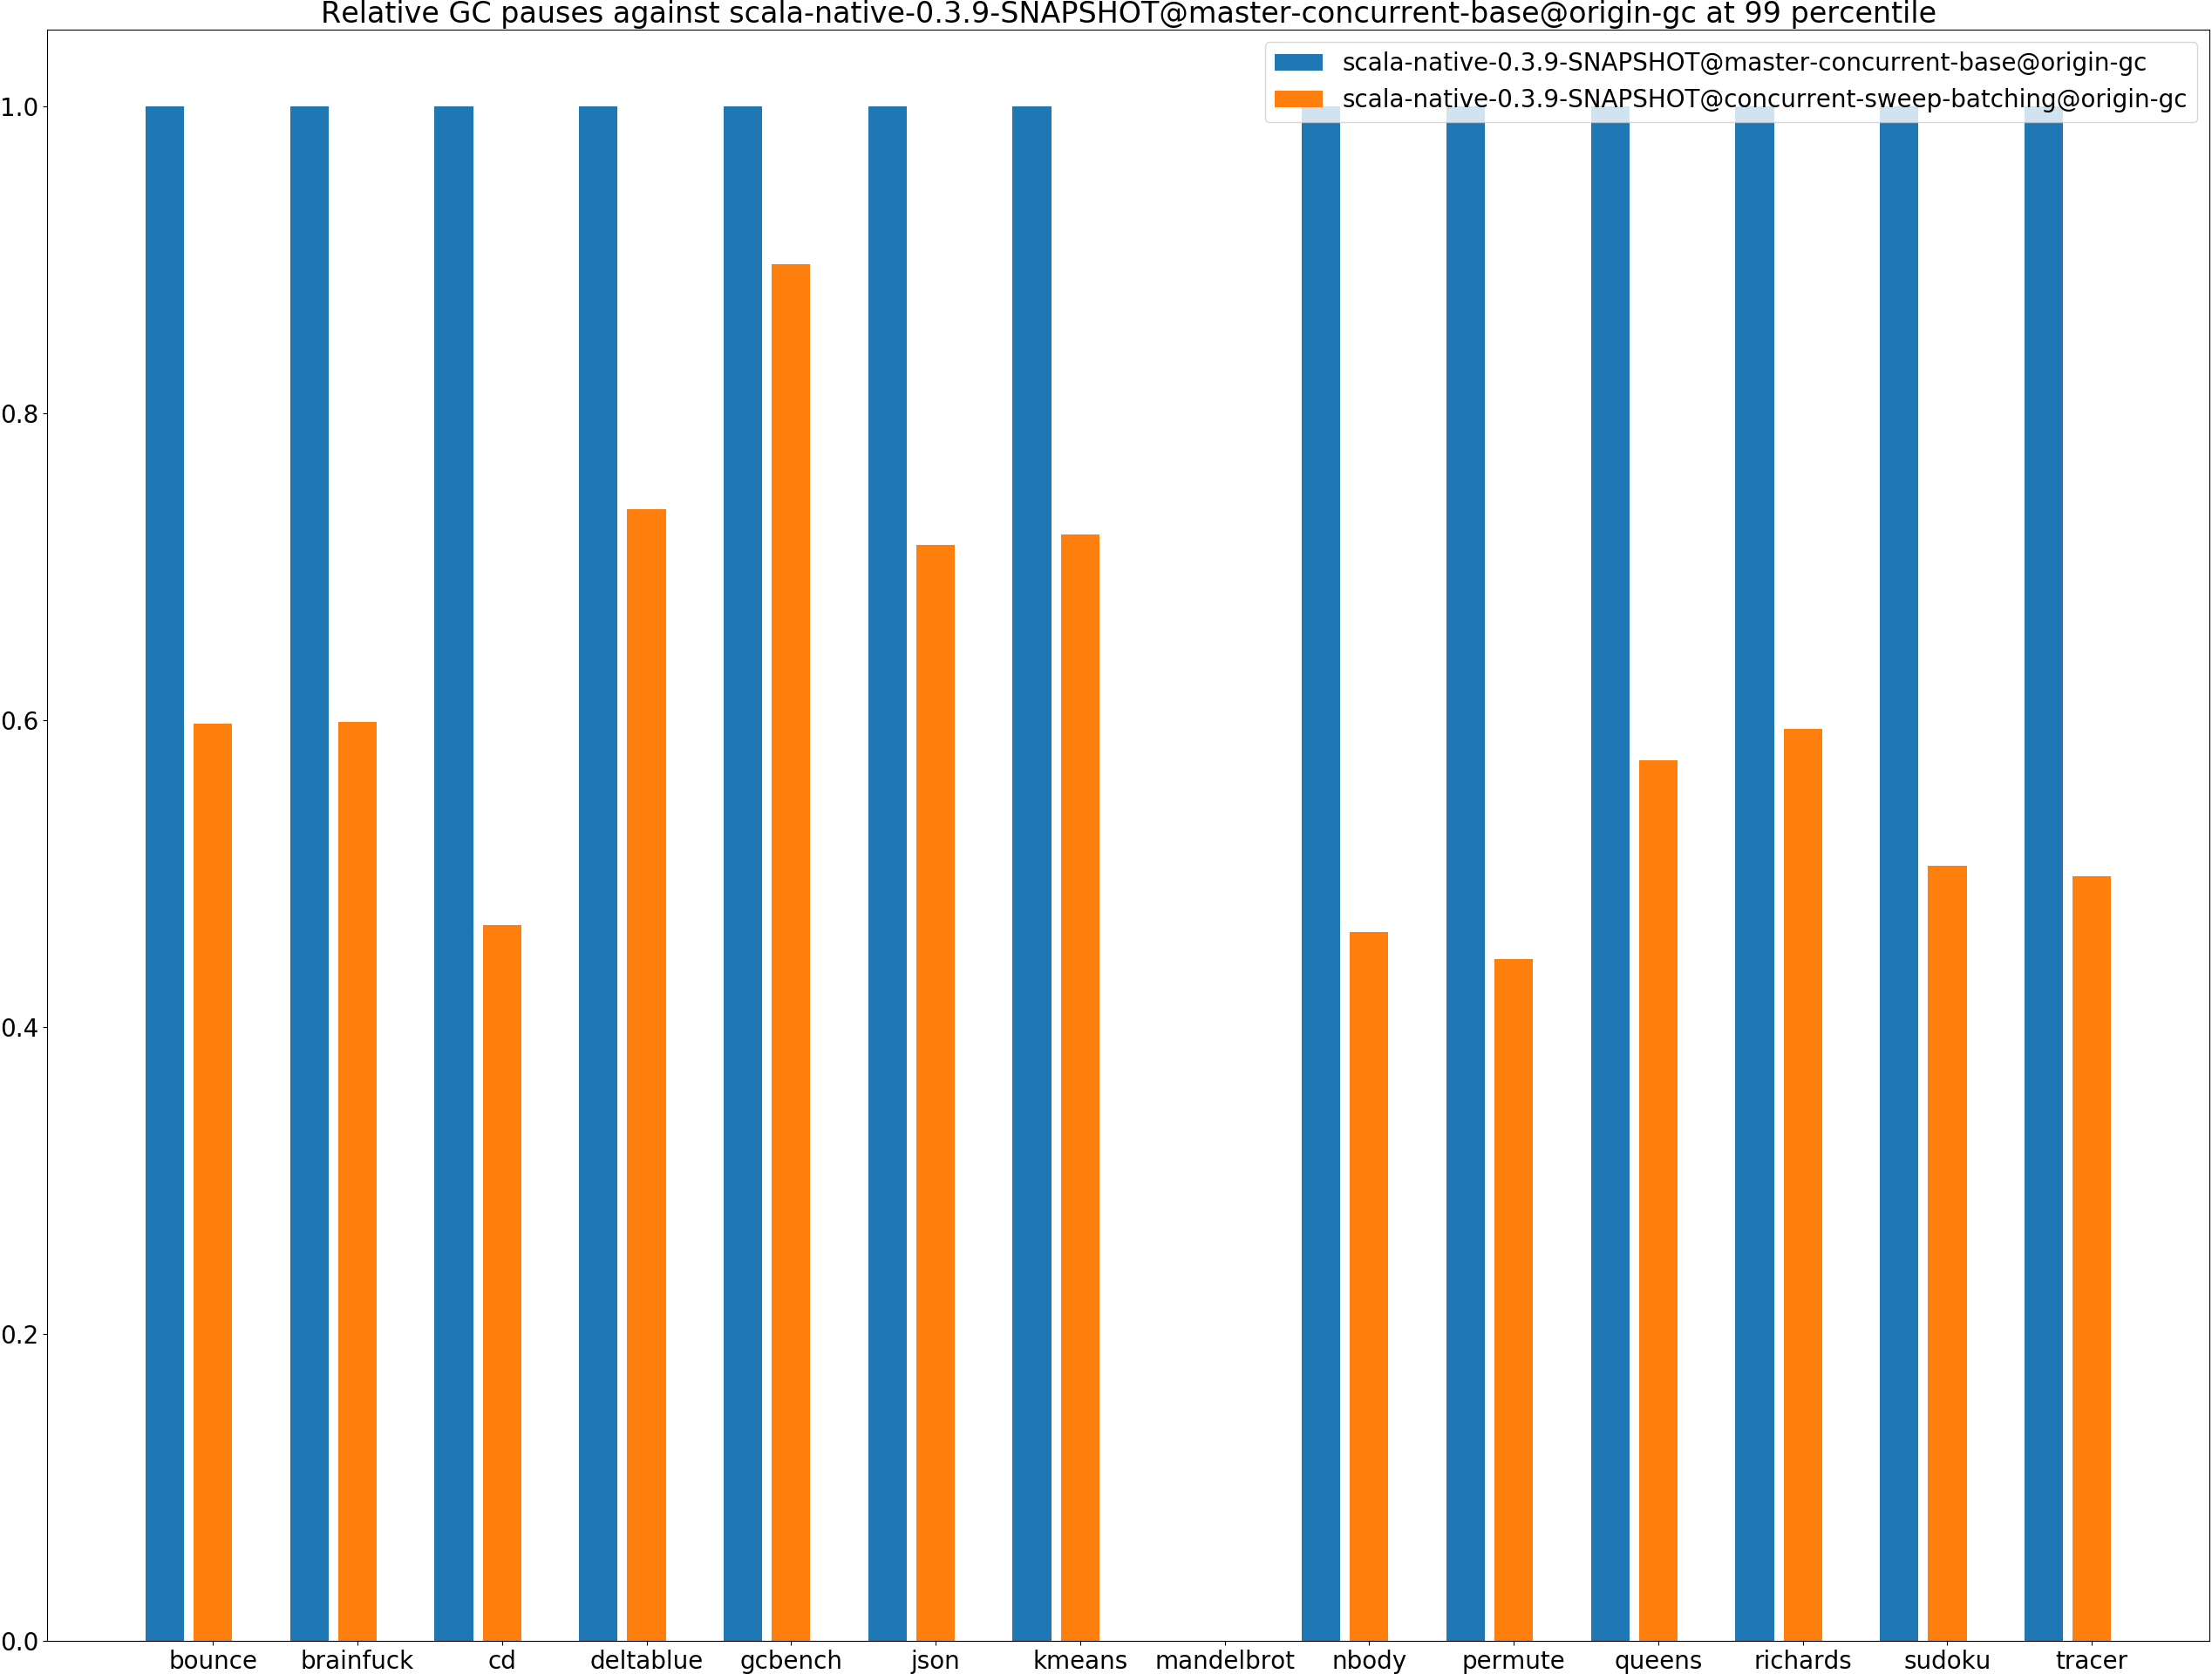 Relative GC pauses against scala-native-0.3.9-SNAPSHOT@master-concurrent-base@origin-gc at 99 percentile
scala-native-0.3.9-SNAPSHOT@master-concurrent-base@origin-gc
scala-native-0.3.9-SNAPSHOT@concurrent-sweep-batching@origin-gc
1.0
0.8
0.6
0.4
0.2
0.0
bounce brainfuck cd deltablue gcbench json kmeans mandelbrot nbody permute queens richards sudoku tracer